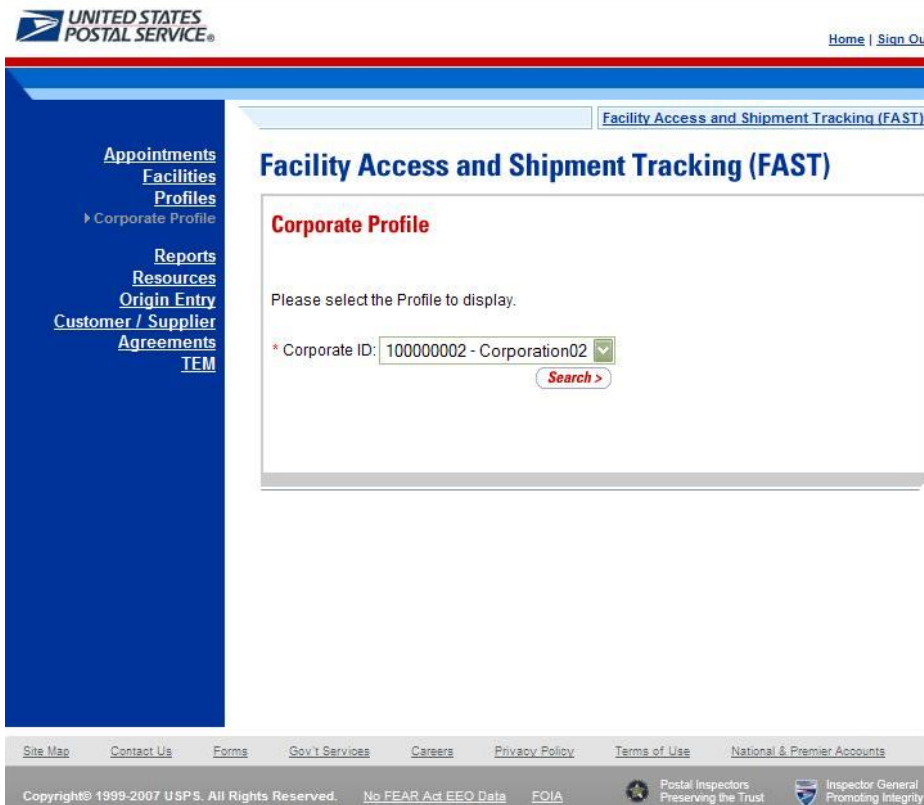 UNITED STATES
POSTAL SERVICE®
Home | Sign Ou
Facility Access and Shipment Tracking (FAST)
Appointments
Facilities
Profiles
Corporate Profile
Reports
Resources
Origin Entry
Customer / Supplier
Agreements
TEM
Facility Access and Shipment Tracking (FAST)
Corporate Profile
Please select the Profile to display.
* Corporate ID: 100000002 - Corporation02
Search >
Site Map Contact Us Forms Gov't Services Careers Privacy Policy Terms of Use National & Premier Accounts
Copyright© 1999-2007 USPS. All Rights Reserved. No FEAR Act EEO Data FOIA
Postal Inspectors
Preserving the Trust
Inspector General
Promoting Integri